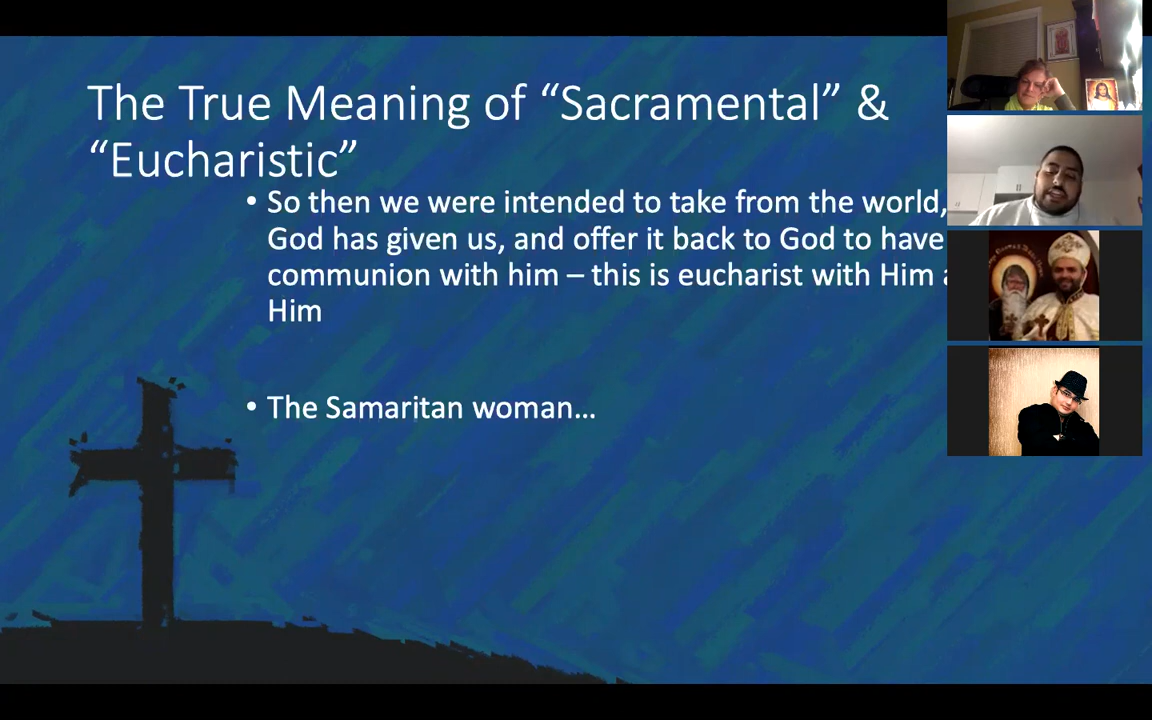 The True Meaning of “Sacramental” &
“Eucharistic”
• So then we were intended to take from the world,
God has given us, and offer it back to God to have
communion with him – this is eucharist with Him
Him
• The Samaritan woman…